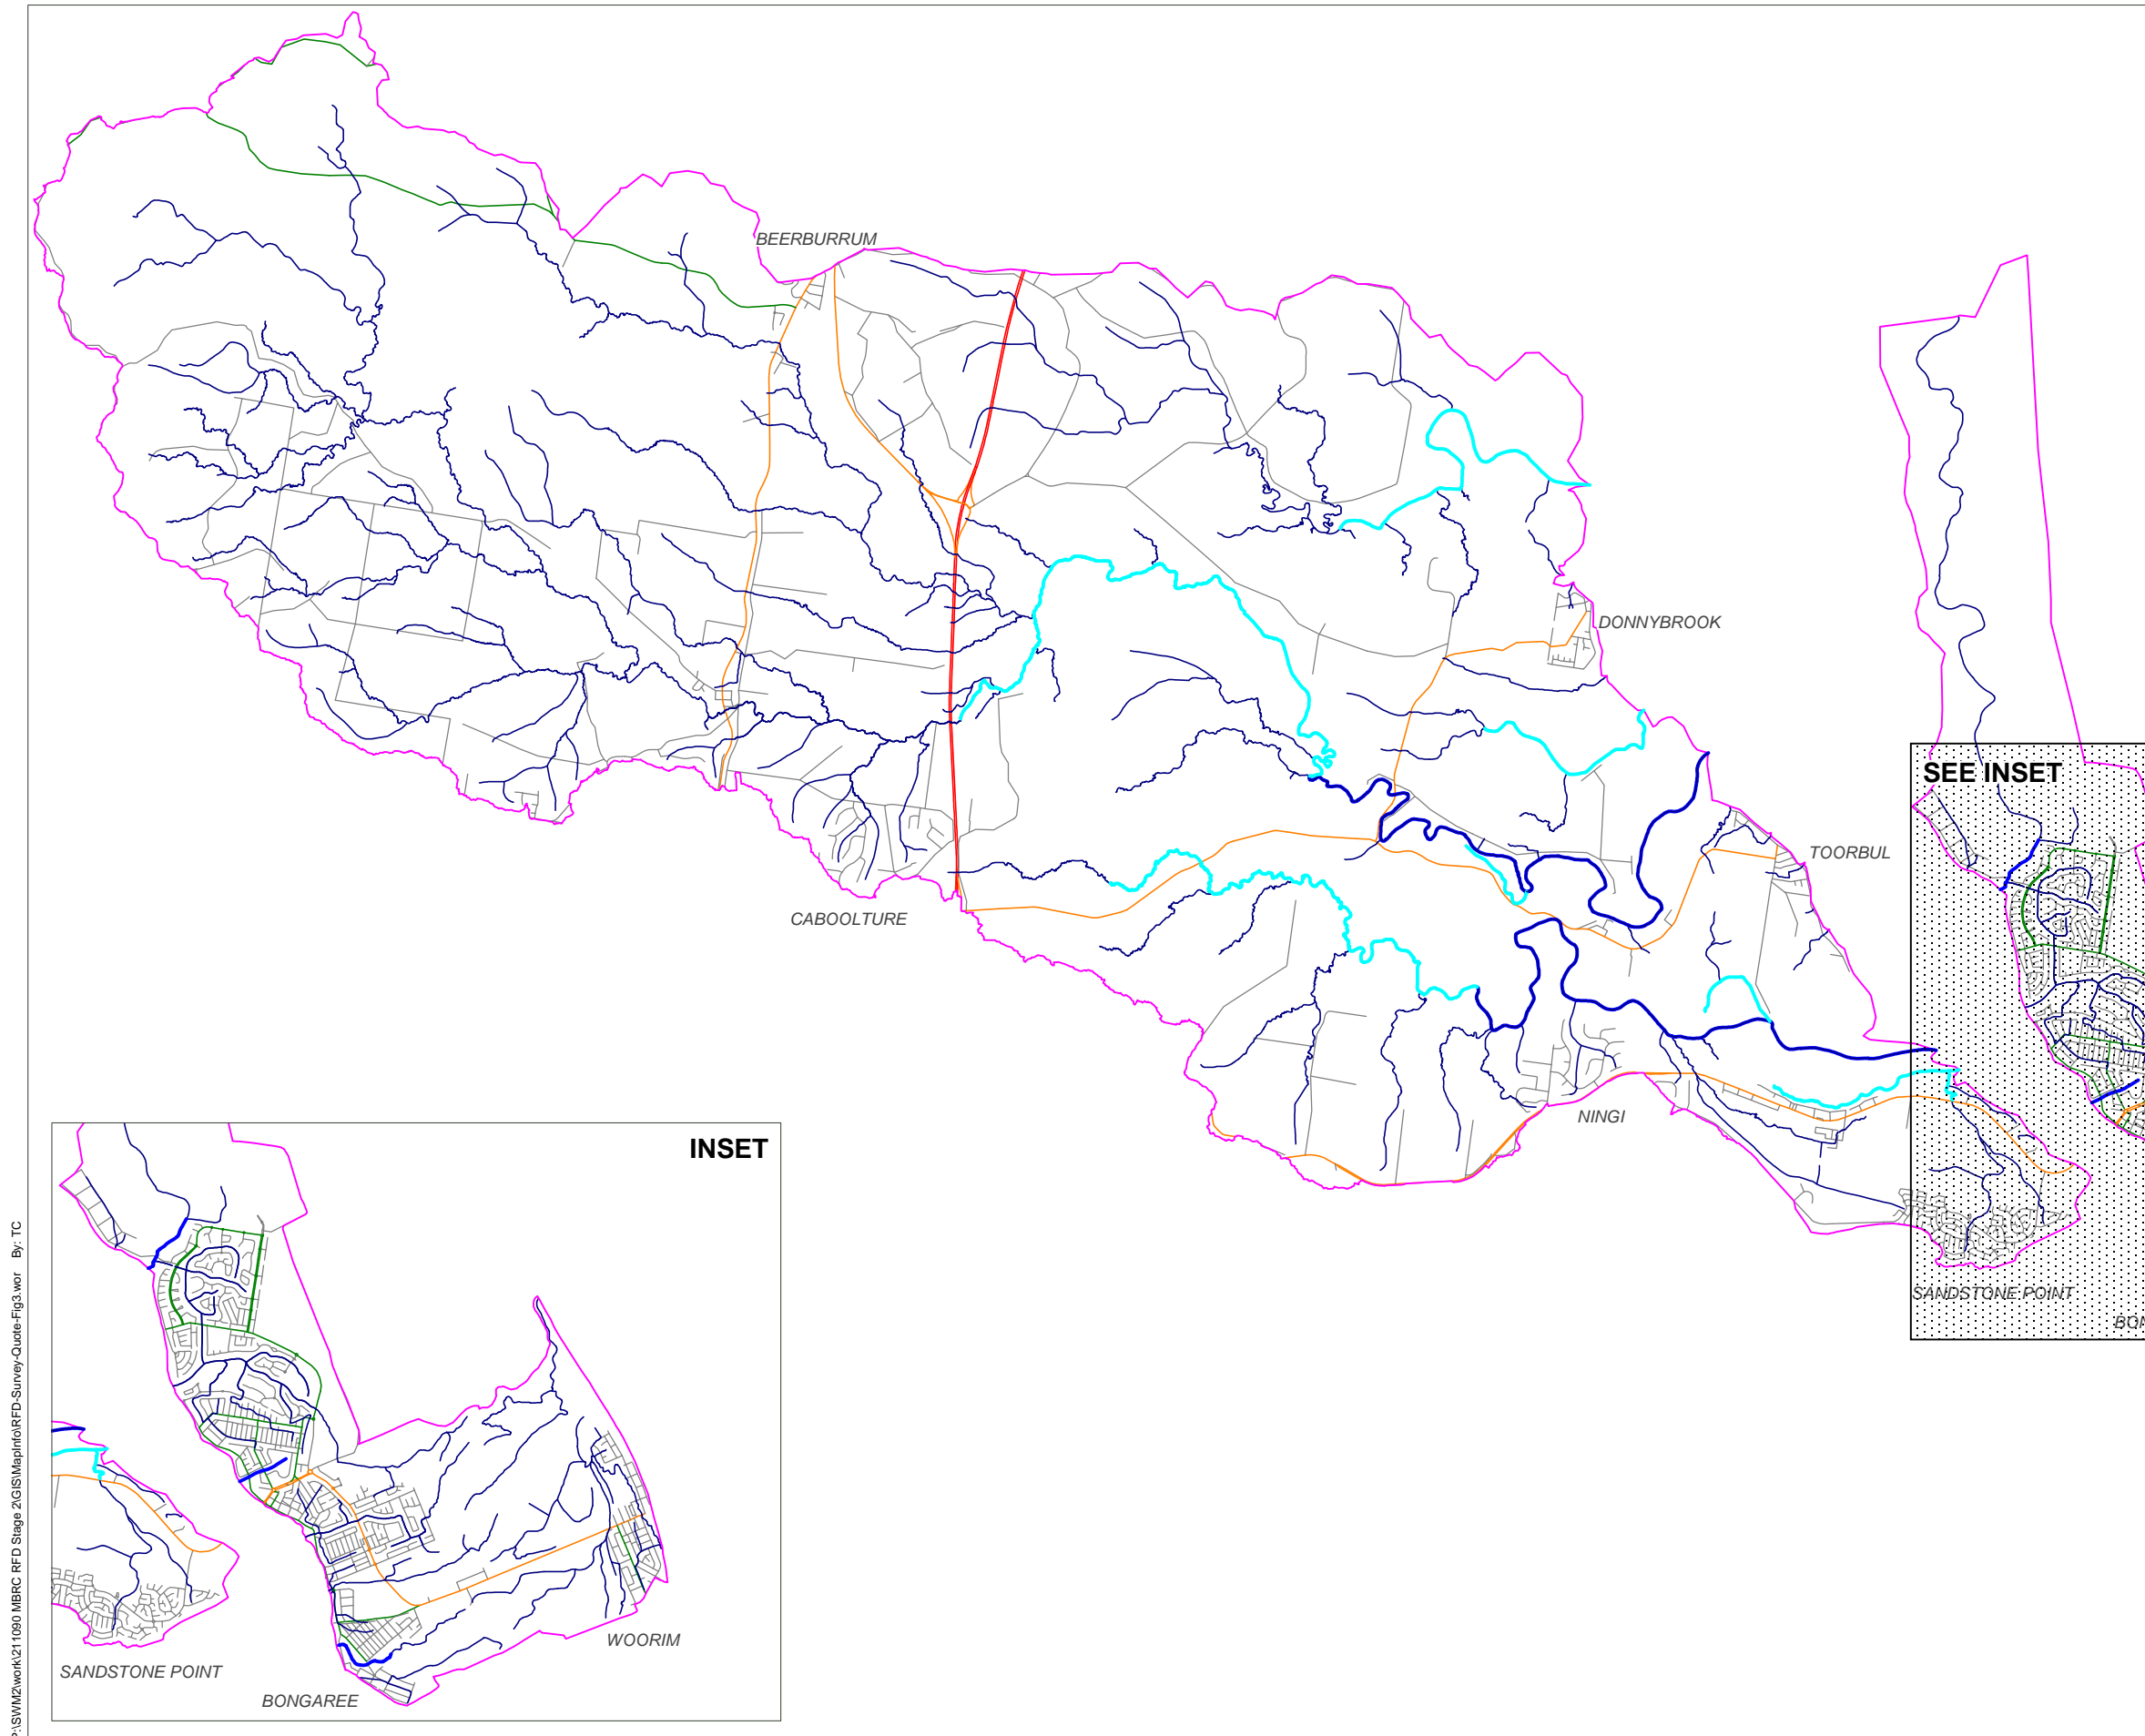 BEERBURRUM
DONNYBROOK
SEE INSET
TOORBUL
CABOOLTURE
NINGI
INSET
SANDSTONE POINT
BON
WOORIM
SANDSTONE POINT
BONGAREE
P:\SWM2\work\211090 MBRC RFD Stage 2\GIS\MapInfo\RFD-Survey-Quote-Fig3.wor By: TC